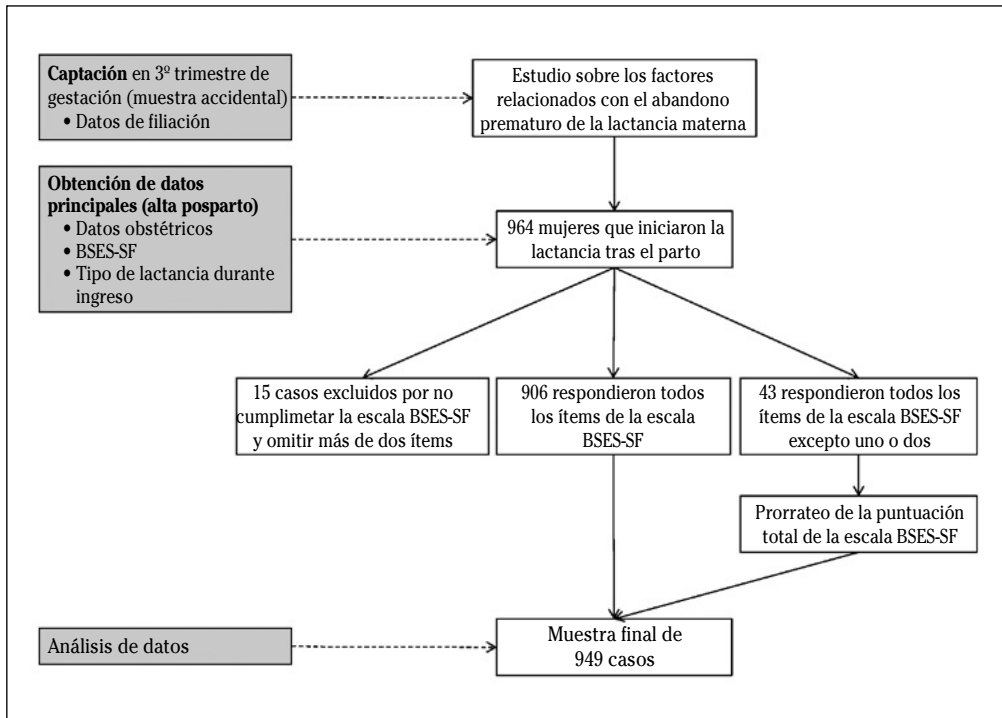 Captación en 3º trimestre de
gestación (muestra accidental)
• Datos de filiación
Estudio sobre los factores
relacionados con el abandono
prematuro de la lactancia materna
Obtención de datos
principales (alta posparto)
• Datos obstétricos
• BSES-SF
• Tipo de lactancia durante
ingreso
964 mujeres que iniciaron la
lactancia tras el parto
15 casos excluidos por no
cumplimetar la escala BSES-SF
y omitir más de dos ítems
906 respondieron todos
los ítems de la escala
BSES-SF
43 respondieron todos los
ítems de la escala BSES-SF
excepto uno o dos
Prorrateo de la puntuación
total de la escala BSES-SF
Análisis de datos
Muestra final de
949 casos